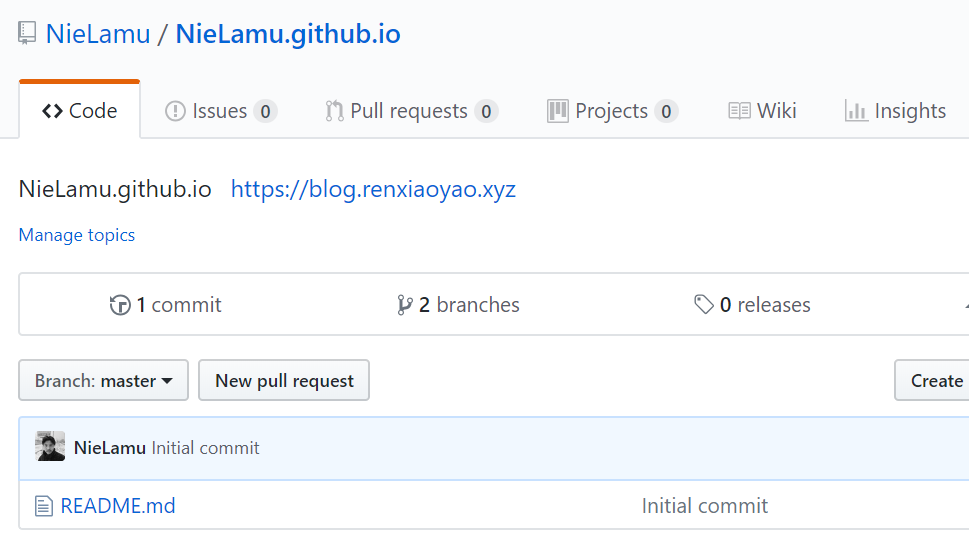 NieLamu / NieLamu.github.io
Code Issues 0 Pull requests 0 Projects 0 Wiki Insights
NieLamu.github.io https://blog.renxiaoyao.xyz
Manage topics
1 commit 2 branches 0 releases
Branch: master New pull request Create
NieLamu Initial commit
README.md Initial commit